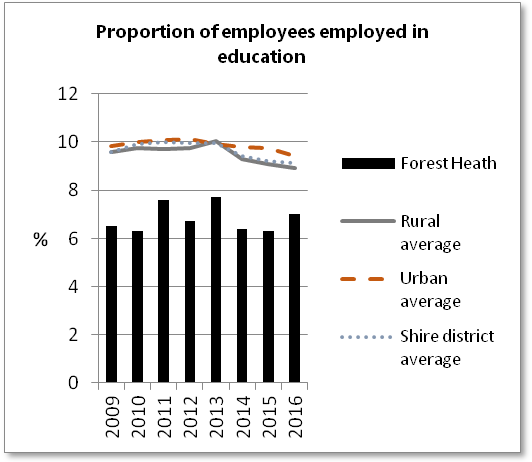 Proportion of employees employed in
education
12
10
8
6
4
2
0
%
2009
2010
2011
2012
2013
2014
2015
2016
Forest Heath
Rural
average
Urban
average
Shire district
average